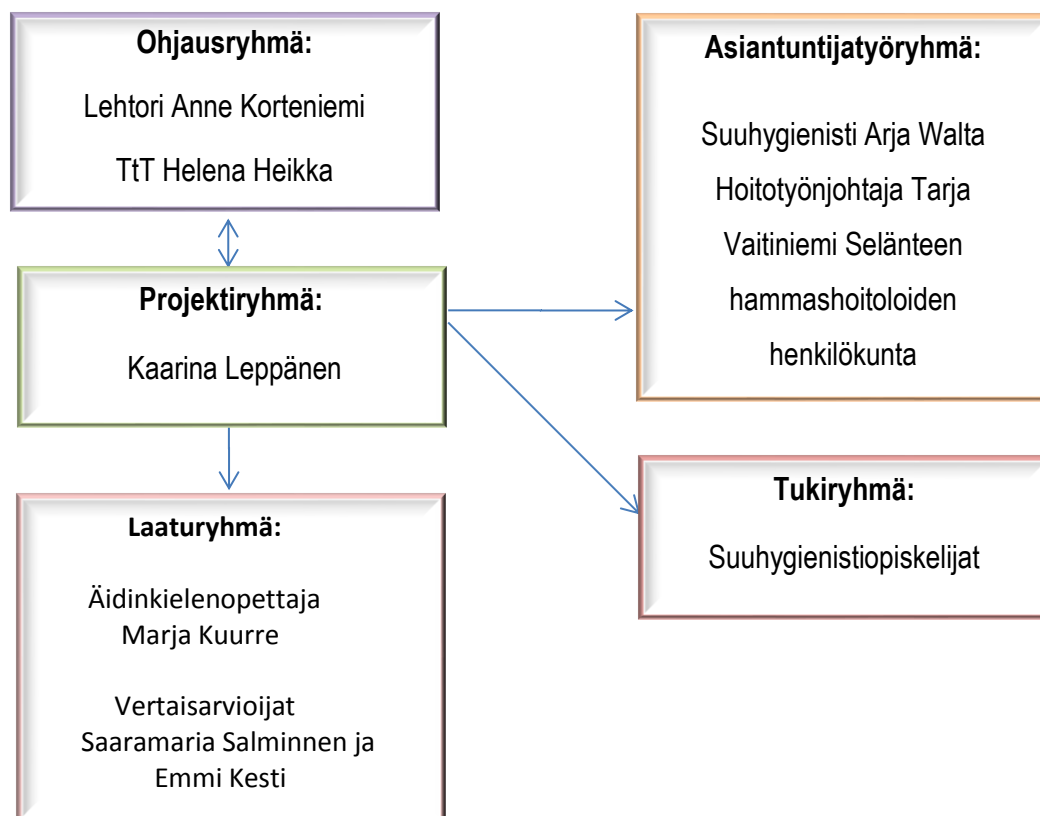 Ohjausryhmä:
Lehtori Anne Korteniemi
TtT Helena Heikka
Projektiryhmä:
Kaarina Leppänen
Laaturyhmä:
Äidinkielenopettaja
Marja Kuurre
Vertaisarvioijat
Saaramaria Salminnen ja
Emmi Kesti
Asiantuntijatyöryhmä:
Suuhygienisti Arja Walta
Hoitotyönjohtaja Tarja
Vaitiniemi Selänteen
hammashoitoloiden
henkilökunta
Tukiryhmä:
Suuhygienistiopiskelijat